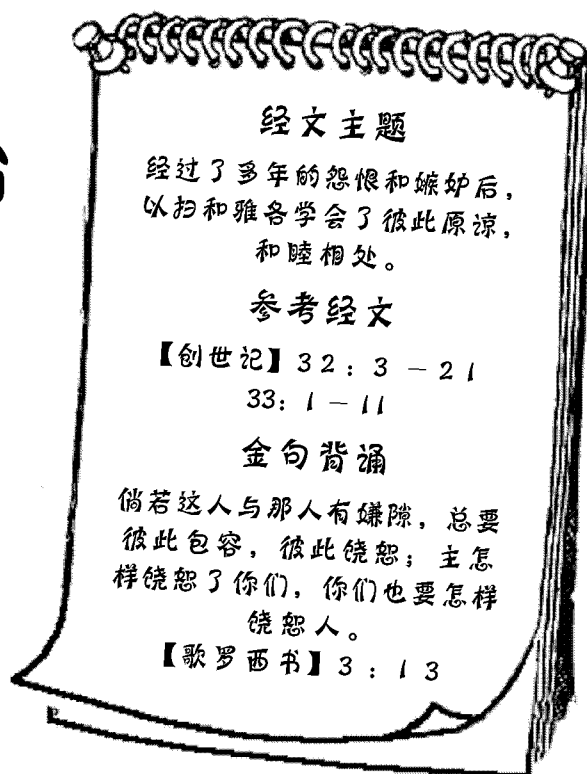 经文主题
经过了多年的怨恨和嫉妒后，
以扫和雅各学会了彼此原谅，
和睦相处。
参考经文
【创世记】32：3－21
33：1－11
金句背诵
倘若这人与那人有嫌隙，总要
彼此包容，彼此饶恕；主怎
样饶恕了你们，你们也要怎样
饶恕人。
【歌罗西书】3：13